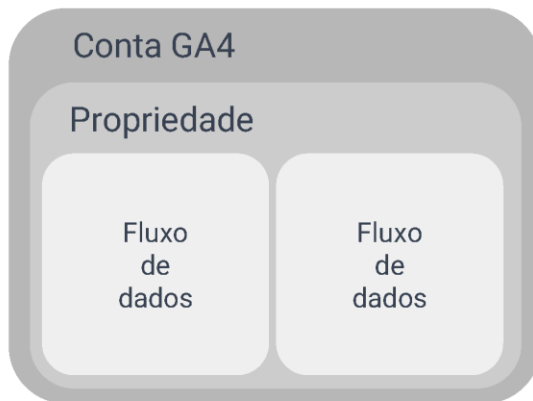 Conta GA4
Propriedade
Fluxo
de
dados
Fluxo
de
dados